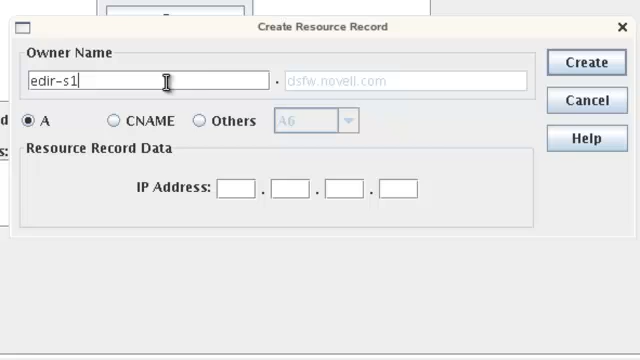 Create Resource Record
Owner Name
edir-s1 . dsfw.novell.com
Create
Cancel
Help
A CNAME Others A6
Resource Record Data
IP Address: . . .